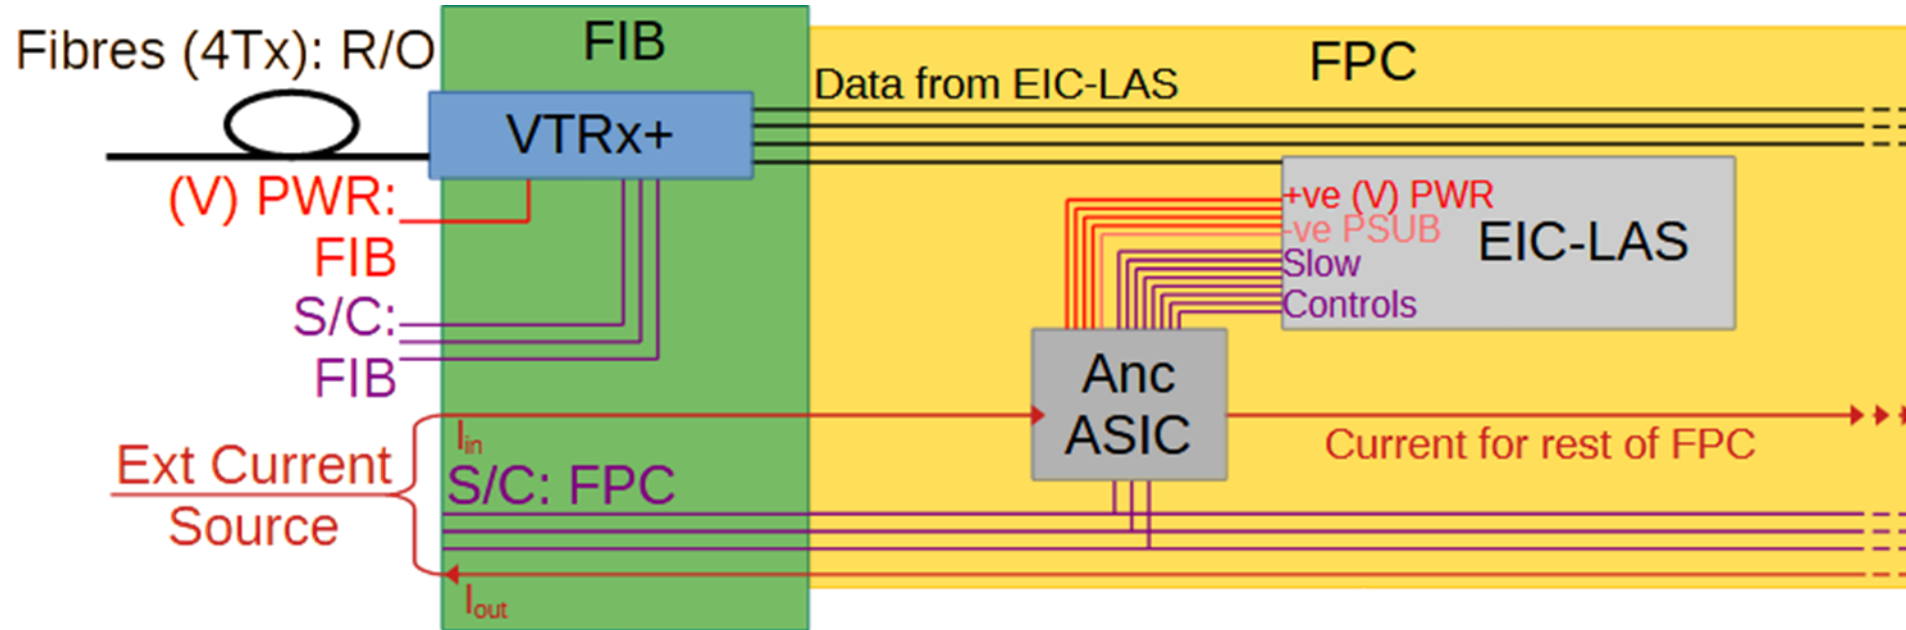 Fibres (4Tx): R/O
FIB
FPC
VTRx+
Data from EIC-LAS
(V) PWR:
FIB
+ve (V) PWR
-ve PSUB
EIC-LAS
Slow
Controls
S/C:
FIB
Anc
ASIC
Iin
Ext Current
Source
S/C: FPC
Current for rest of FPC
Iout